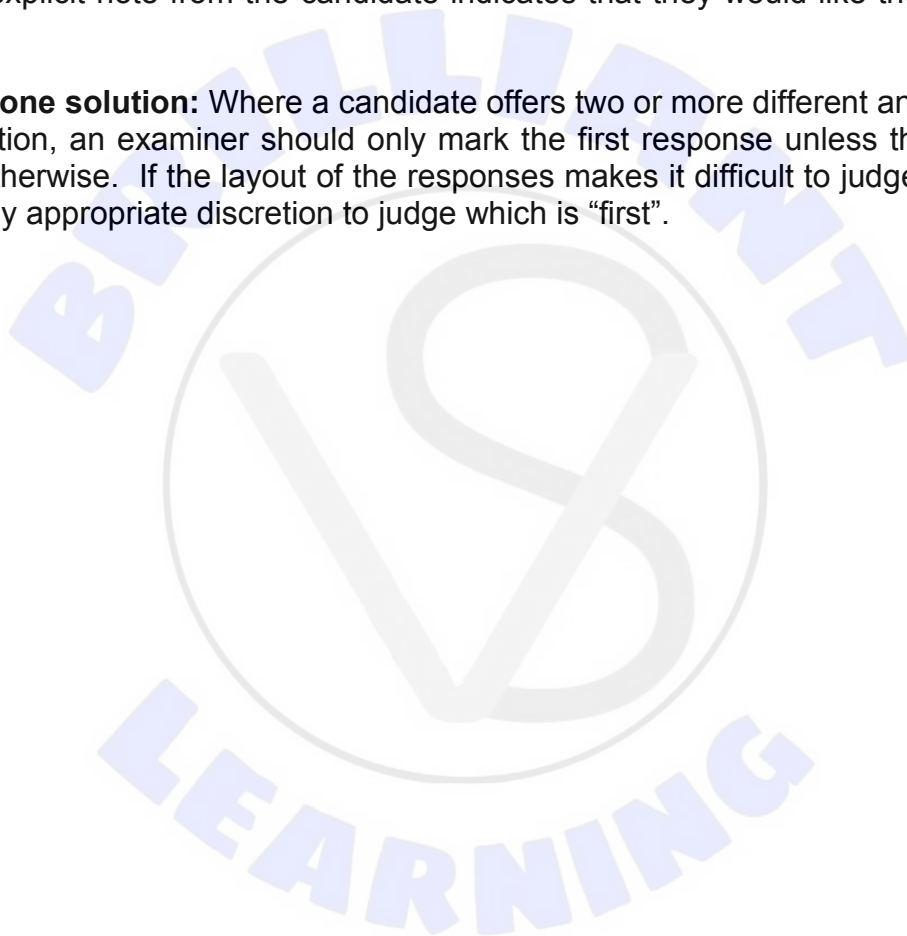 explicit note from the candidate indicates that they would like th
one solution: Where a candidate offers two or more different an
tion, an examiner should only mark the first response unless th
herwise. If the layout of the responses makes it difficult to judge
y appropriate discretion to judge which is “first”.
BRILLIANT
VS
LEARNING